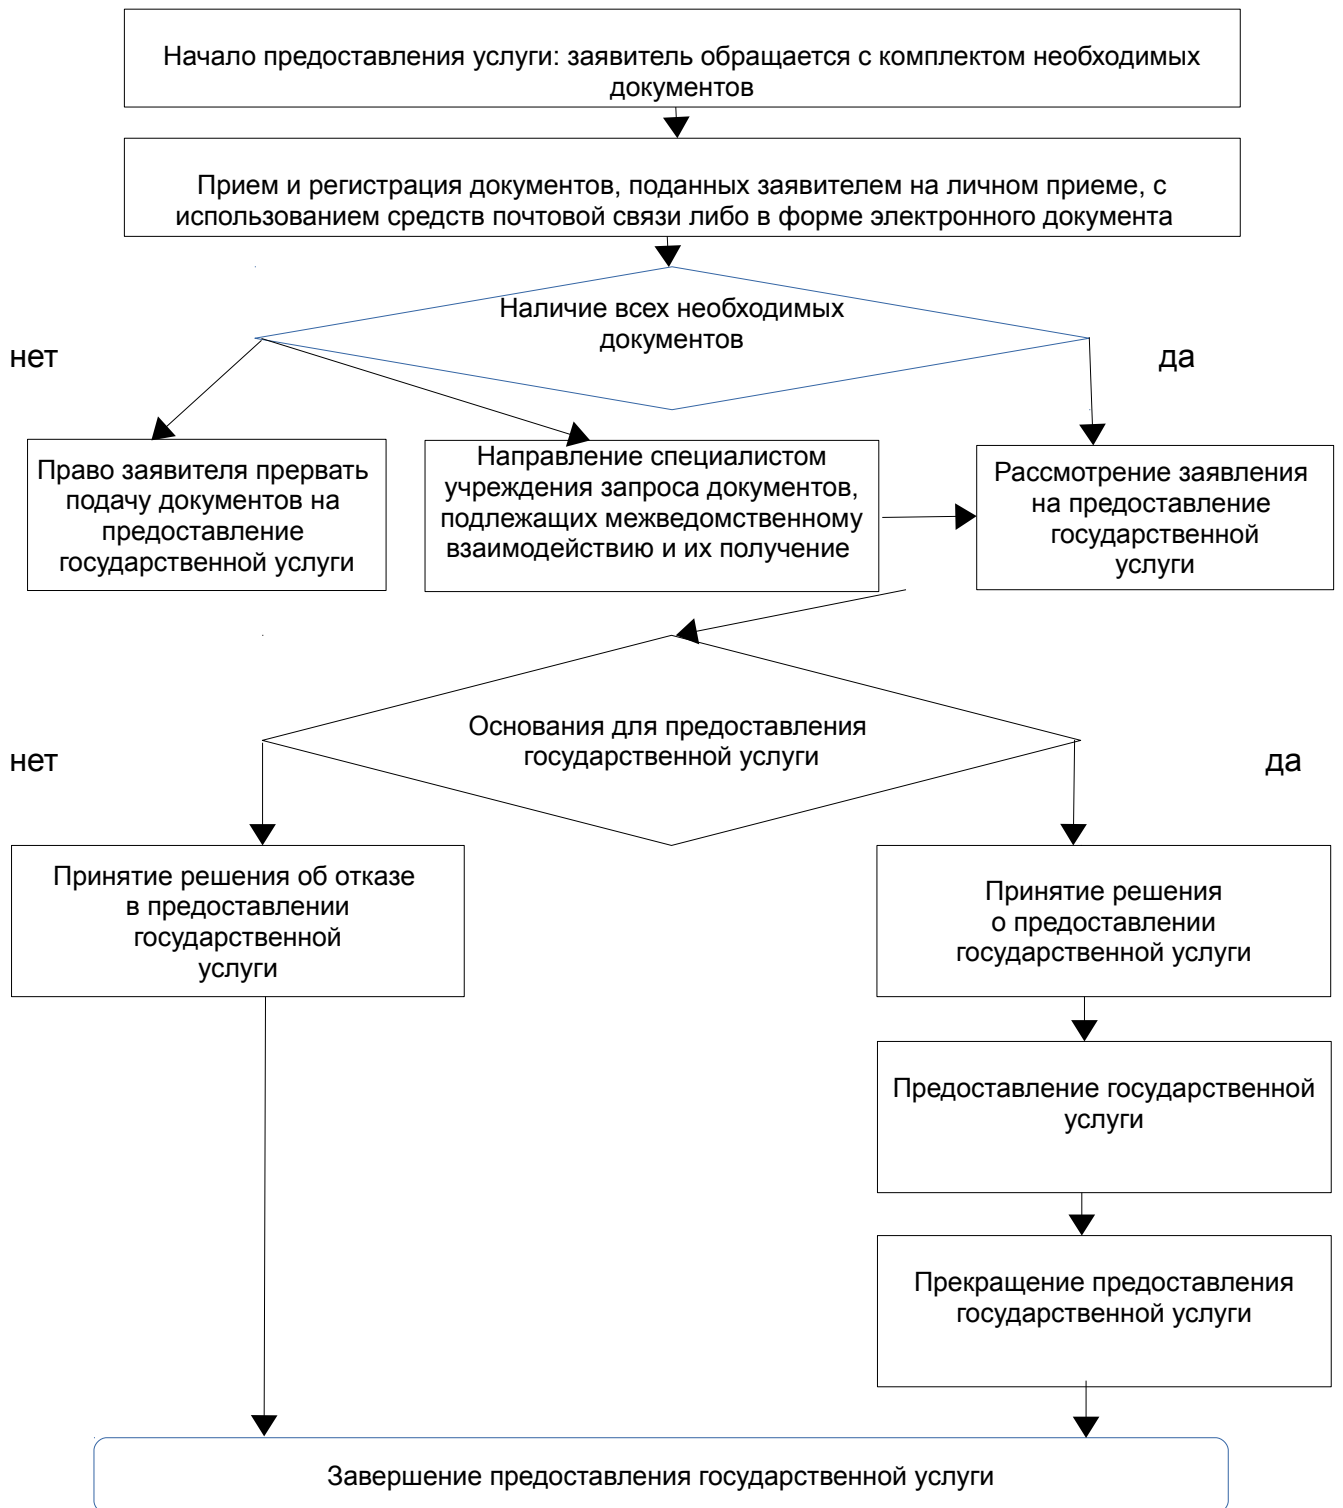 Начало предоставления услуги: заявитель обращается с комплектом необходимых
документов
Прием и регистрация документов, поданных заявителем на личном приеме, с
использованием средств почтовой связи либо в форме электронного документа
Наличие всех необходимых
документов
нет
да
Право заявителя прервать
подачу документов на
предоставление
государственной услуги
Направление специалистом
учреждения запроса документов,
подлежащих межведомственному
взаимодействию и их получение
Рассмотрение заявления
на предоставление
государственной
услуги
Основания для предоставления
государственной услуги
нет
да
Принятие решения об отказе
в предоставлении
государственной
услуги
Принятие решения
о предоставлении
государственной услуги
Предоставление государственной
услуги
Прекращение предоставления
государственной услуги
Завершение предоставления государственной услуги